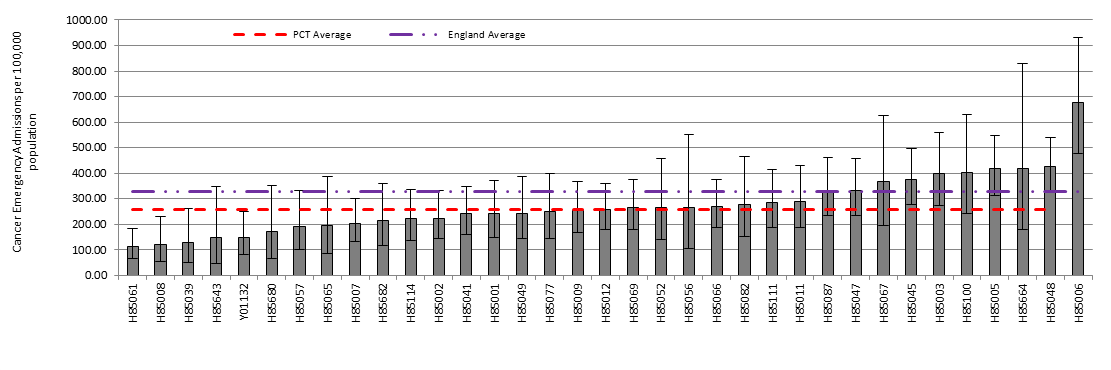 1000.00
900.00
800.00
700.00
600.00
500.00
400.00
300.00
200.00
100.00
0.00
Cancer Emergency Admissions per 100,000
population
PCT Average
England Average
H85061
H85008
H85039
H85643
Y01132
H85680
H85057
H85065
H85007
H85682
H85114
H85002
H85041
H85001
H85049
H85077
H85009
H85012
H85069
H85052
H85056
H85066
H85082
H85111
H85011
H85087
H85047
H85067
H85045
H85003
H85100
H85005
H85664
H85048
H85006